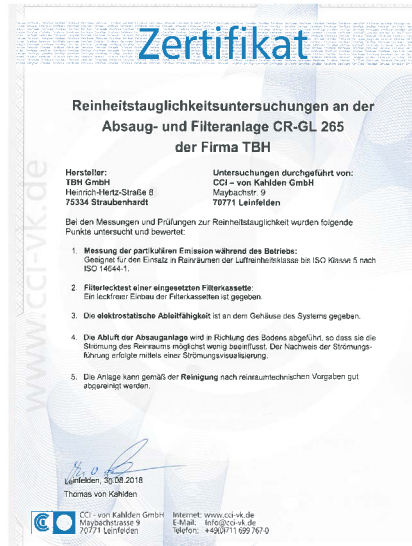 Zertifikat
Reinheitstauglichkeitsuntersuchungen an der
Absaug- und Filteranlage CR-GL 265
der Firma TBH
Hersteller:
TBH GmbH
Heinrich-Hertz-Straße 8
75334 Straubenhardt
Untersuchungen durchgeführt von:
CCI – von Kahlden GmbH
Maybachstr. 9
70771 Leinfelden
Bei den Messungen und Prüfungen zur Reinheitstauglichkeit wurden folgende
Punkte untersucht und bewertet:
1. Messung der partikulären Emission während des Betriebs:
Geeignet für den Einsatz in Reinräumen der Luftreinheitsklasse bis ISO Klasse 5 nach
ISO 14644-1.
2. Filterlecktest einer eingesetzten Filterkassette:
Ein leckfreier Einbau der Filterkassetten ist gegeben.
3. Die elektrostatische Ableitfähigkeit ist an dem Gehäuse des Systems gegeben.
4. Die Abluft der Absauganlage wird in Richtung des Bodens abgeführt, so dass sie die
Strömung des Reinraums möglichst wenig beeinflusst. Der Nachweis der Strömungs-
führung erfolgte mittels einer Strömungsvisualisierung.
5. Die Anlage kann gemäß der Reinigung nach reinraumtechnischen Vorgaben gut
abgereinigt werden.
www.cci-vk.de
Leinfelden, 30.08.2018
Thomas von Kahlden
CCI - von Kahlden GmbH
Maybachstrasse 9
70771 Leinfelden
Internet: www.cci-vk.de
E-Mail: info@cci-vk.de
Telefon: +49(0)711 699 767-0